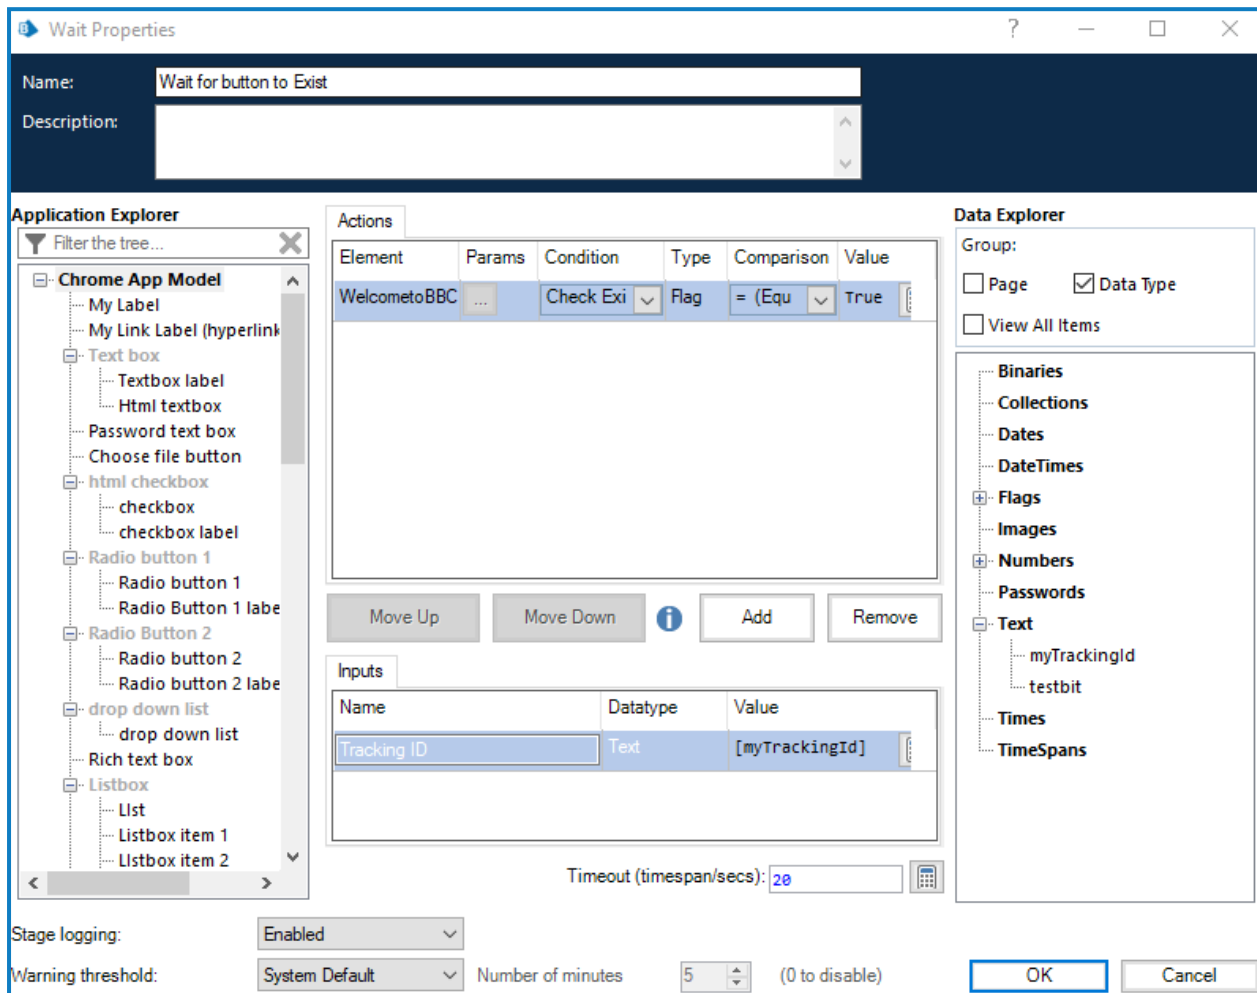 Wait Properties
Name: Wait for button to Exist
Description:
Application Explorer
Filter the tree...
Chrome App Model
My Label
My Link Label (hyperlink
Text box
Textbox label
Html textbox
Password text box
Choose file button
html checkbox
checkbox
checkbox label
Radio button 1
Radio button 1
Radio Button 1 labe
Radio Button 2
Radio button 2
Radio button 2 labe
drop down list
drop down list
Rich text box
Listbox
LIst
Listbox item 1
LIstbox item 2
Actions
Element Params Condition Type Comparison Value
WelcometoBBC ... Check Exi Flag = (Equ True
Move Up Move Down Add Remove
Inputs
Name Datatype Value
Tracking ID Text [myTrackingId]
Timeout (timespan/secs): 20
Data Explorer
Group:
Page Data Type
View All Items
Binaries
Collections
Dates
DateTimes
Flags
Images
Numbers
Passwords
Text
myTrackingId
testbit
Times
TimeSpans
Stage logging: Enabled
Warning threshold: System Default Number of minutes 5 (0 to disable)
OK Cancel